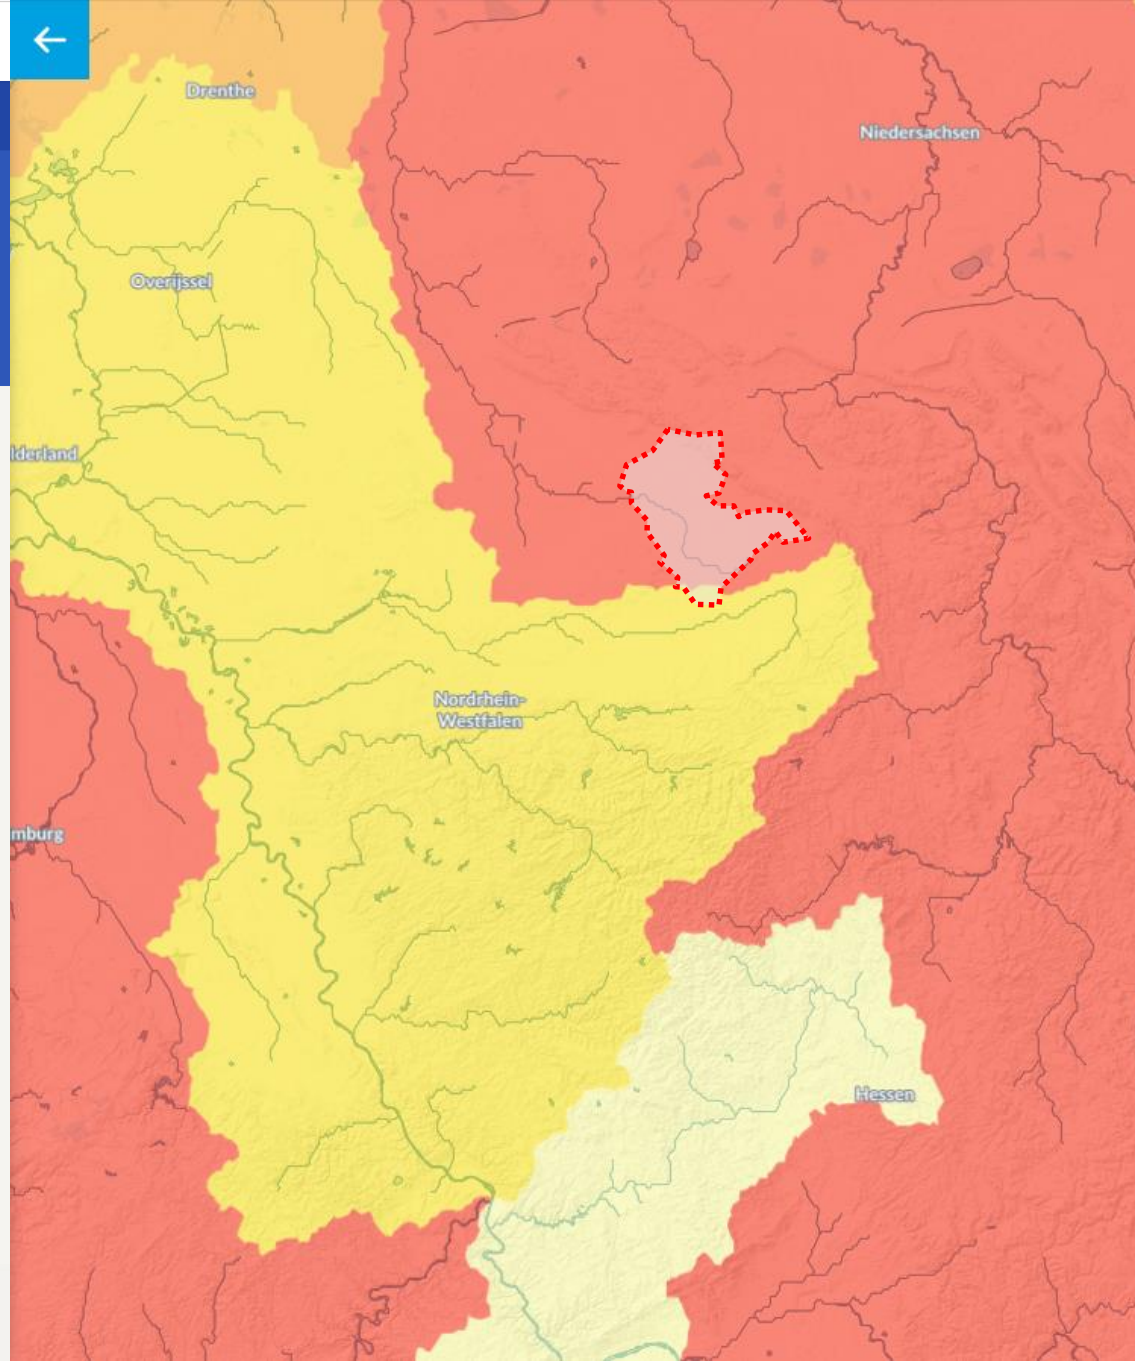 Drenthe
Niedersachsen
Overijssel
lderland
Nordrhein-
Westfalen
mburg
Hessen